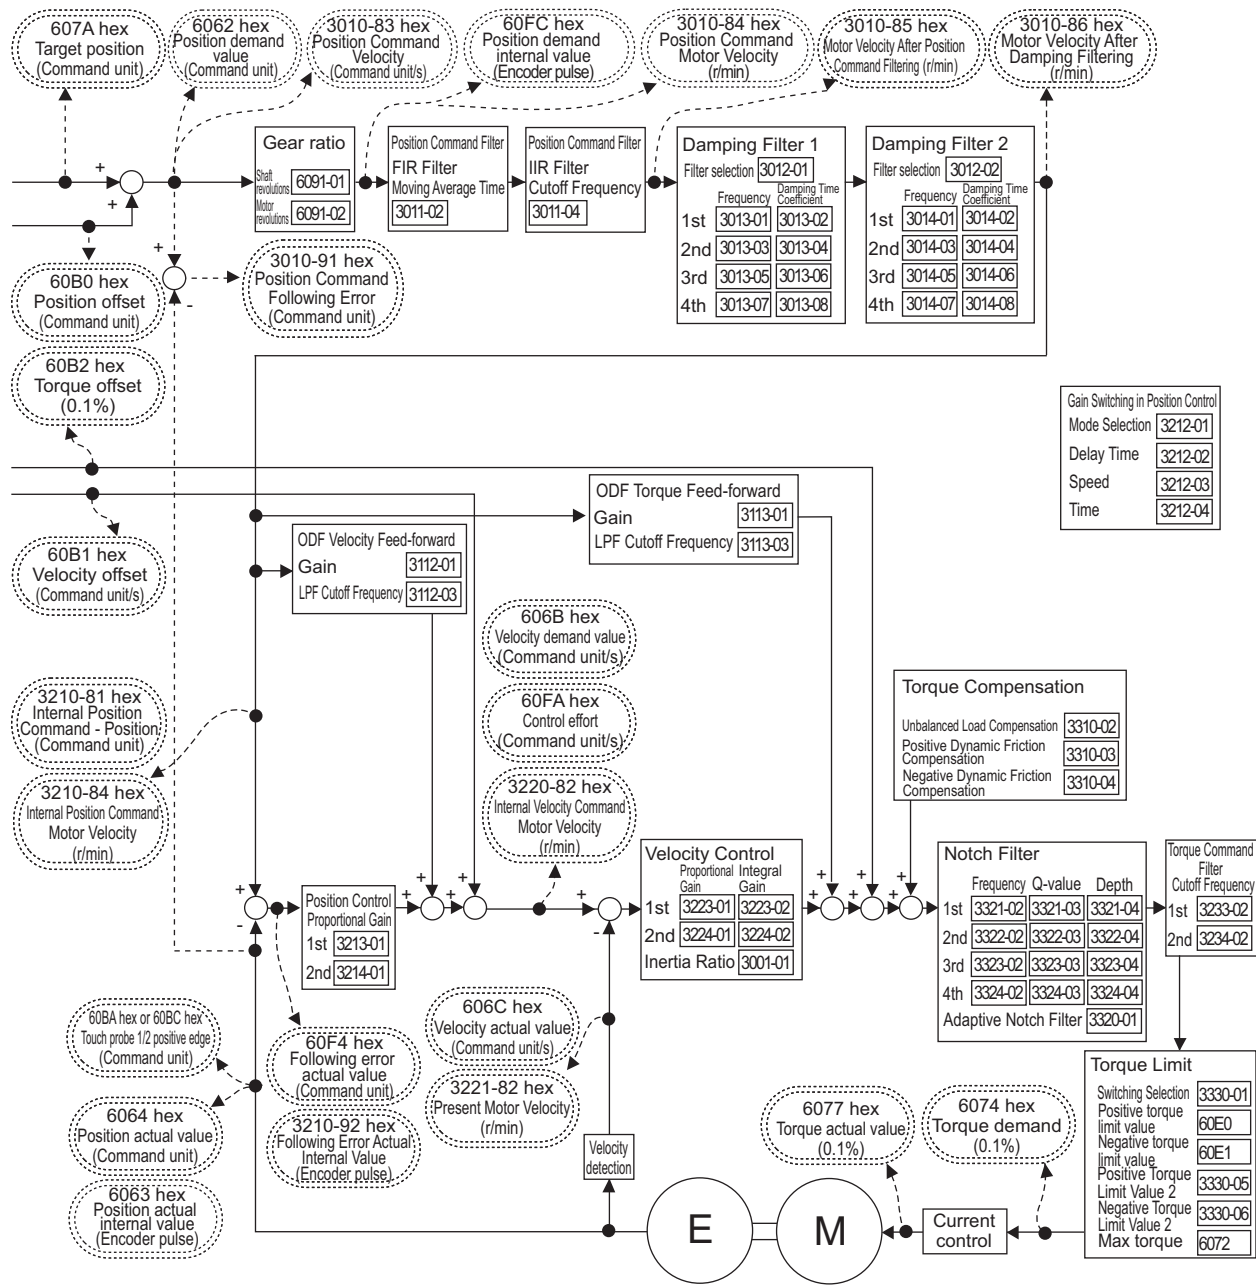 607A hex
Target position
(Command unit)
6062 hex
Position demand
value
(Command unit)
3010-83 hex
Position Command
Velocity
(Command unit/s)
60FC hex
Position demand
internal value
(Encoder pulse)
3010-84 hex
Position Command
Motor Velocity
(r/min)
3010-85 hex
Motor Velocity After Position
Command Filtering (r/min)
3010-86 hex
Motor Velocity After
Damping Filtering
(r/min)
+
+
Gear ratio
Shaft
revolutions
6091-01
Motor
revolutions
6091-02
Position Command Filter
FIR Filter
Moving Average Time
3011-02
Position Command Filter
IIR Filter
Cutoff Frequency
3011-04
Damping Filter 1
Filter selection 3012-01
Frequency Damping Time
Coefficient
1st 3013-01 3013-02
2nd 3013-03 3013-04
3rd 3013-05 3013-06
4th 3013-07 3013-08
Damping Filter 2
Filter selection 3012-02
Frequency Damping Time
Coefficient
1st 3014-01 3014-02
2nd 3014-03 3014-04
3rd 3014-05 3014-06
4th 3014-07 3014-08
+
-
60B0 hex
Position offset
(Command unit)
3010-91 hex
Position Command
Following Error
(Command unit)
60B2 hex
Torque offset
(0.1%)
Gain Switching in Position Control
Mode Selection 3212-01
Delay Time 3212-02
Speed 3212-03
Time 3212-04
60B1 hex
Velocity offset
(Command unit/s)
ODF Velocity Feed-forward
Gain 3112-01
LPF Cutoff Frequency 3112-03
ODF Torque Feed-forward
Gain 3113-01
LPF Cutoff Frequency 3113-03
606B hex
Velocity demand value
(Command unit/s)
60FA hex
Control effort
(Command unit/s)
3220-82 hex
Internal Velocity Command
Motor Velocity
(r/min)
Torque Compensation
Unbalanced Load Compensation 3310-02
Positive Dynamic Friction
Compensation
3310-03
Negative Dynamic Friction
Compensation
3310-04
3210-81 hex
Internal Position
Command - Position
(Command unit)
3210-84 hex
Internal Position Command
Motor Velocity
(r/min)
+
-
Position Control
Proportional Gain
1st 3213-01
2nd 3214-01
+
+
+
+
+
-
Velocity Control
Proportional
Gain
Integral
Gain
1st 3223-01 3223-02
2nd 3224-01 3224-02
Inertia Ratio 3001-01
+
+
+
+
+
+
Notch Filter
Frequency Q-value Depth
1st 3321-02 3321-03 3321-04
2nd 3322-02 3322-03 3322-04
3rd 3323-02 3323-03 3323-04
4th 3324-02 3324-03 3324-04
Adaptive Notch Filter 3320-01
Torque Command
Filter
Cutoff Frequency
1st 3233-02
2nd 3234-02
60BA hex or 60BC hex
Touch probe 1/2 positive edge)
(Command unit)
6064 hex
Position actual value
(Command unit)
6063 hex
Position actual
internal value
(Encoder pulse)
60F4 hex
Following error
actual value
(Command unit)
3210-92 hex
Following Error Actual
Internal Value
(Encoder pulse)
606C hex
Velocity actual value
(Command unit/s)
3221-82 hex
Present Motor Velocity
(r/min)
Velocity
detection
E
M
6077 hex
Torque actual value
(0.1%)
6074 hex
Torque demand
(0.1%)
Current
control
Torque Limit
Switching Selection 3330-01
Positive torque
limit value
60E0
Negative torque
limit value
60E1
Positive Torque
Limit Value 2
3330-05
Negative Torque
Limit Value 2
3330-06
Max torque 6072